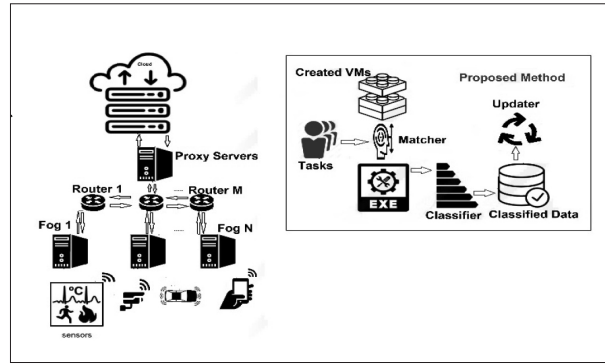 Cloud
Proxy Servers
Router 1
.....
Router M
Fog 1
.....
Fog N
°C
sensors
Created VMs
Proposed Method
Updater
Matcher
Tasks
EXE
Classifier
Classified Data